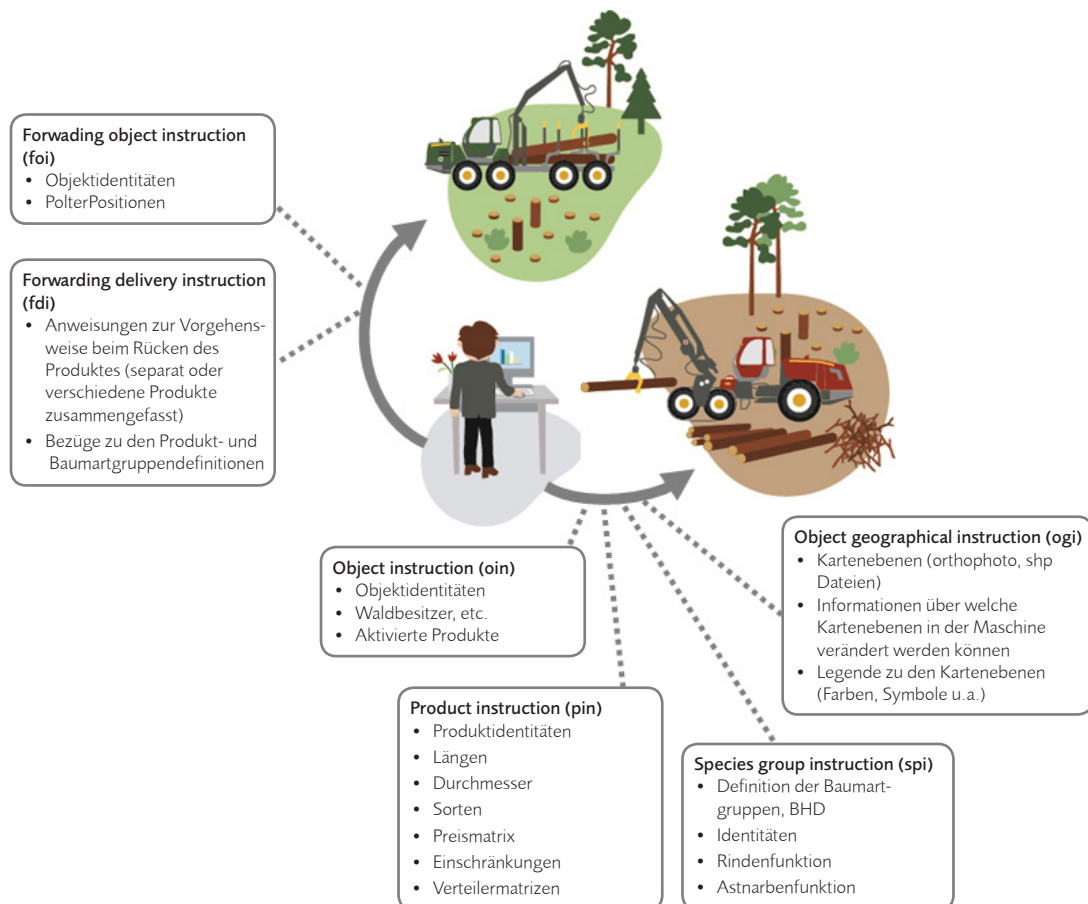 Forwading object instruction
(foi)
• Objektidentitäten
• PolterPositionen
Forwarding delivery instruction
(fdi)
• Anweisungen zur Vorgehens-
weise beim Rücken des
Produktes (separat oder
verschiedene Produkte
zusammengefasst)
• Bezüge zu den Produkt- und
Baumartgruppendefinitionen
Object instruction (oin)
• Objektidentitäten
• Waldbesitzer, etc.
• Aktivierte Produkte
Object geographical instruction (ogi)
• Kartenebenen (orthophoto, shp
Dateien)
• Informationen über welche
Kartenebenen in der Maschine
verändert werden können
• Legende zu den Kartenebenen
(Farben, Symbole u.a.)
Product instruction (pin)
• Produktidentitäten
• Längen
• Durchmesser
• Sorten
• Preismatrix
• Einschränkungen
• Verteilermatrizen
Species group instruction (spi)
• Definition der Baumart-
gruppen, BHD
• Identitäten
• Rindenfunktion
• Astnarbenfunktion